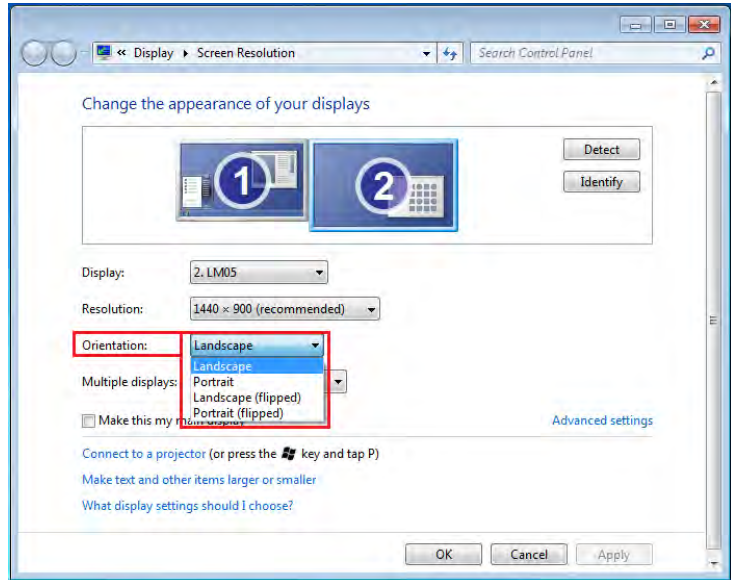 « Display ▸ Screen Resolution
Search Control Panel
Change the appearance of your displays
1
2
Detect
Identify
Display:
2. LM05
Resolution:
1440 × 900 (recommended)
Orientation:
Landscape
Landscape
Portrait
Landscape (flipped)
Portrait (flipped)
Multiple displays:
Make this my main display
Advanced settings
Connect to a projector (or press the key and tap P)
Make text and other items larger or smaller
What display settings should I choose?
OK
Cancel
Apply